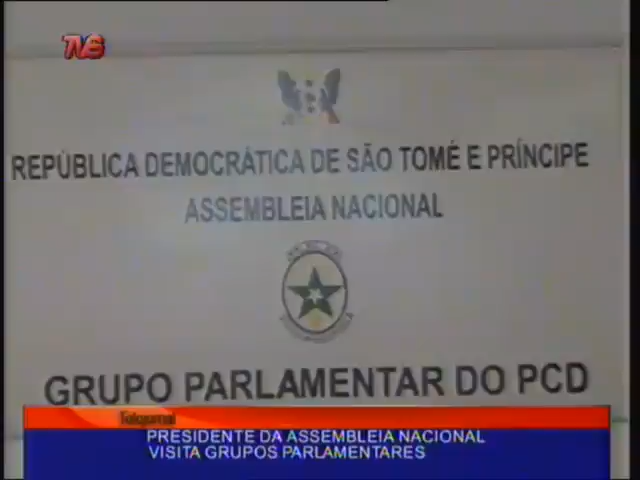 TVS
REPÚBLICA DEMOCRÁTICA DE SÃO TOMÉ E PRÍNCIPE
ASSEMBLEIA NACIONAL
GRUPO PARLAMENTAR DO PCD
Telejornal
PRESIDENTE DA ASSEMBLEIA NACIONAL
VISITA GRUPOS PARLAMENTARES